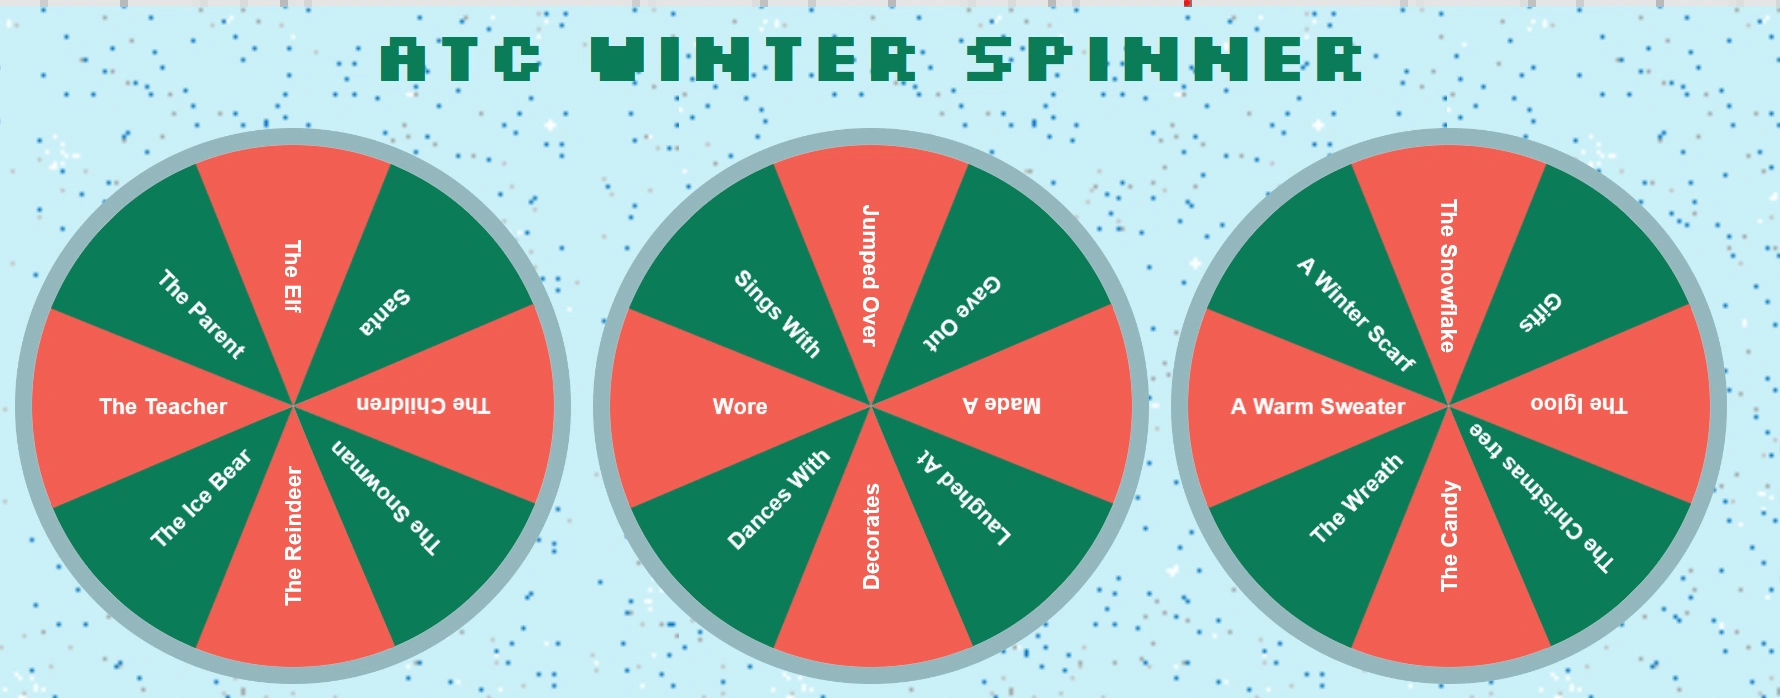 ATC WINTER SPINNER
The Elf
Santa
The Children
The Snowman
The Reindeer
The Ice Bear
The Teacher
The Parent
Jumped Over
Gave Out
Made A
Laughed At
Decorates
Dances With
Wore
Sings With
The Snowflake
Gifts
The Igloo
The Christmas tree
The Candy
The Wreath
A Warm Sweater
A Winter Scarf